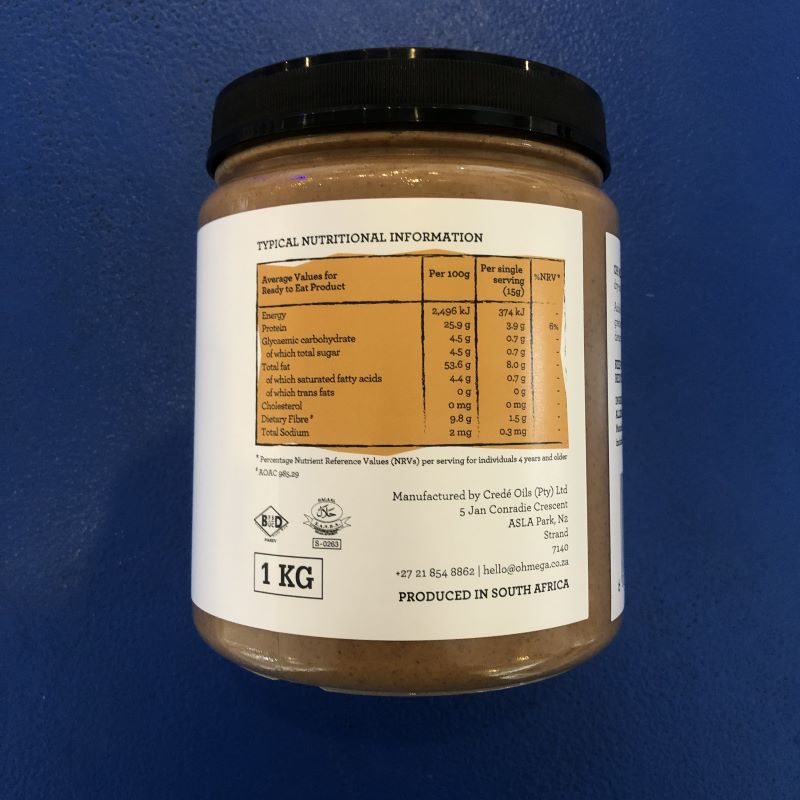 TYPICAL NUTRITIONAL INFORMATION
Average Values for Ready to Eat Product Per 100g Per single serving (15g) %NRV*
Energy 2,496 kJ 374 kJ -
Protein 25.9 g 3.9 g 6%
Glycaemic carbohydrate 4.5 g 0.7 g -
of which total sugar 4.5 g 0.7 g -
Total fat 53.6 g 8.0 g -
of which saturated fatty acids 4.4 g 0.7 g -
of which trans fats 0 g 0 g -
Cholesterol 0 mg 0 mg -
Dietary Fibre # 9.8 g 1.5 g -
Total Sodium 2 mg 0.3 mg -
* Percentage Nutrient Reference Values (NRVs) per serving for individuals 4 years and older
# AOAC 985.29
Manufactured by Credé Oils (Pty) Ltd
5 Jan Conradie Crescent
ASLA Park, N2
Strand
7140
+27 21 854 8862 | hello@ohmega.co.za
PRODUCED IN SOUTH AFRICA
PAREV
S-0263
1 KG